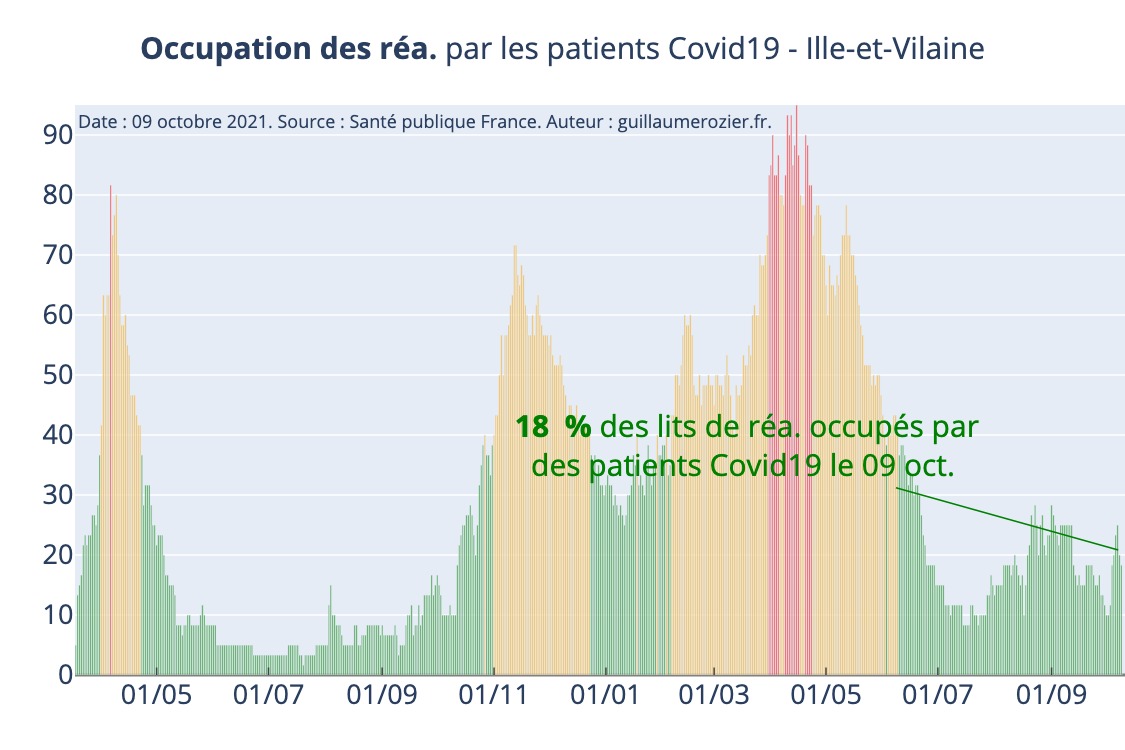 Occupation des réa. par les patients Covid19 - Ille-et-Vilaine
Date : 09 octobre 2021. Source : Santé publique France. Auteur : guillaumerozier.fr.
90
80
70
60
50
40
30
20
10
0
18 % des lits de réa. occupés par
des patients Covid19 le 09 oct.
01/05 01/07 01/09 01/11 01/01 01/03 01/05 01/07 01/09